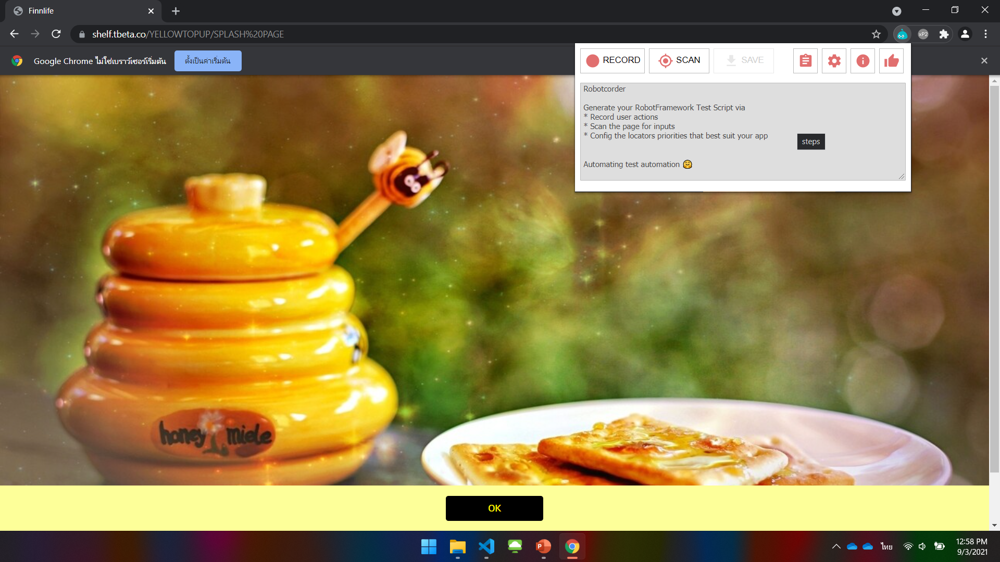 Finnlife
shelf.tbeta.co/YELLOWTOPUP/SPLASH%20PAGE
xP2
Google Chrome ไม่ใช่เบราว์เซอร์เริ่มต้น
ตั้งเป็นค่าเริ่มต้น
RECORD
SCAN
SAVE
Robotcorder
Generate your RobotFramework Test Script via
* Record user actions
* Scan the page for inputs
* Config the locators priorities that best suit your app
steps
Automating test automation 🤗
honey miele
OK
P
ไทย
12:58 PM
9/3/2021